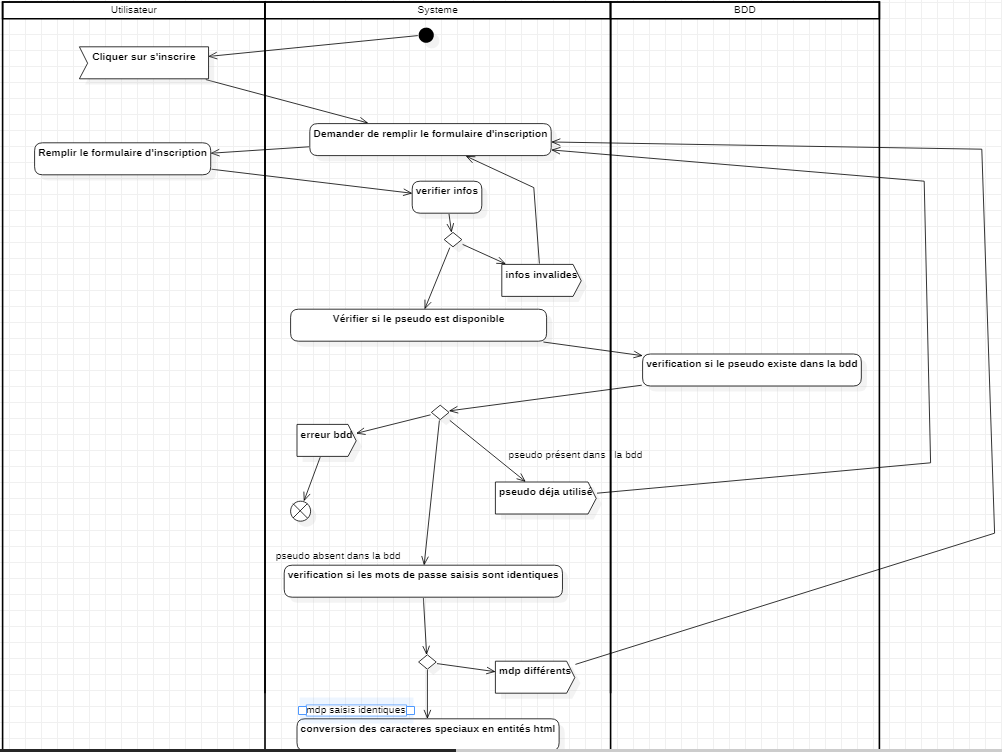 Utilisateur
Systeme
BDD
Cliquer sur s'inscrire
Demander de remplir le formulaire d'inscription
Remplir le formulaire d'inscription
verifier infos
infos invalides
Vérifier si le pseudo est disponible
verification si le pseudo existe dans la bdd
erreur bdd
pseudo présent dans la bdd
pseudo déja utilisé
pseudo absent dans la bdd
verification si les mots de passe saisis sont identiques
mdp différents
mdp saisis identiques
conversion des caracteres speciaux en entités html